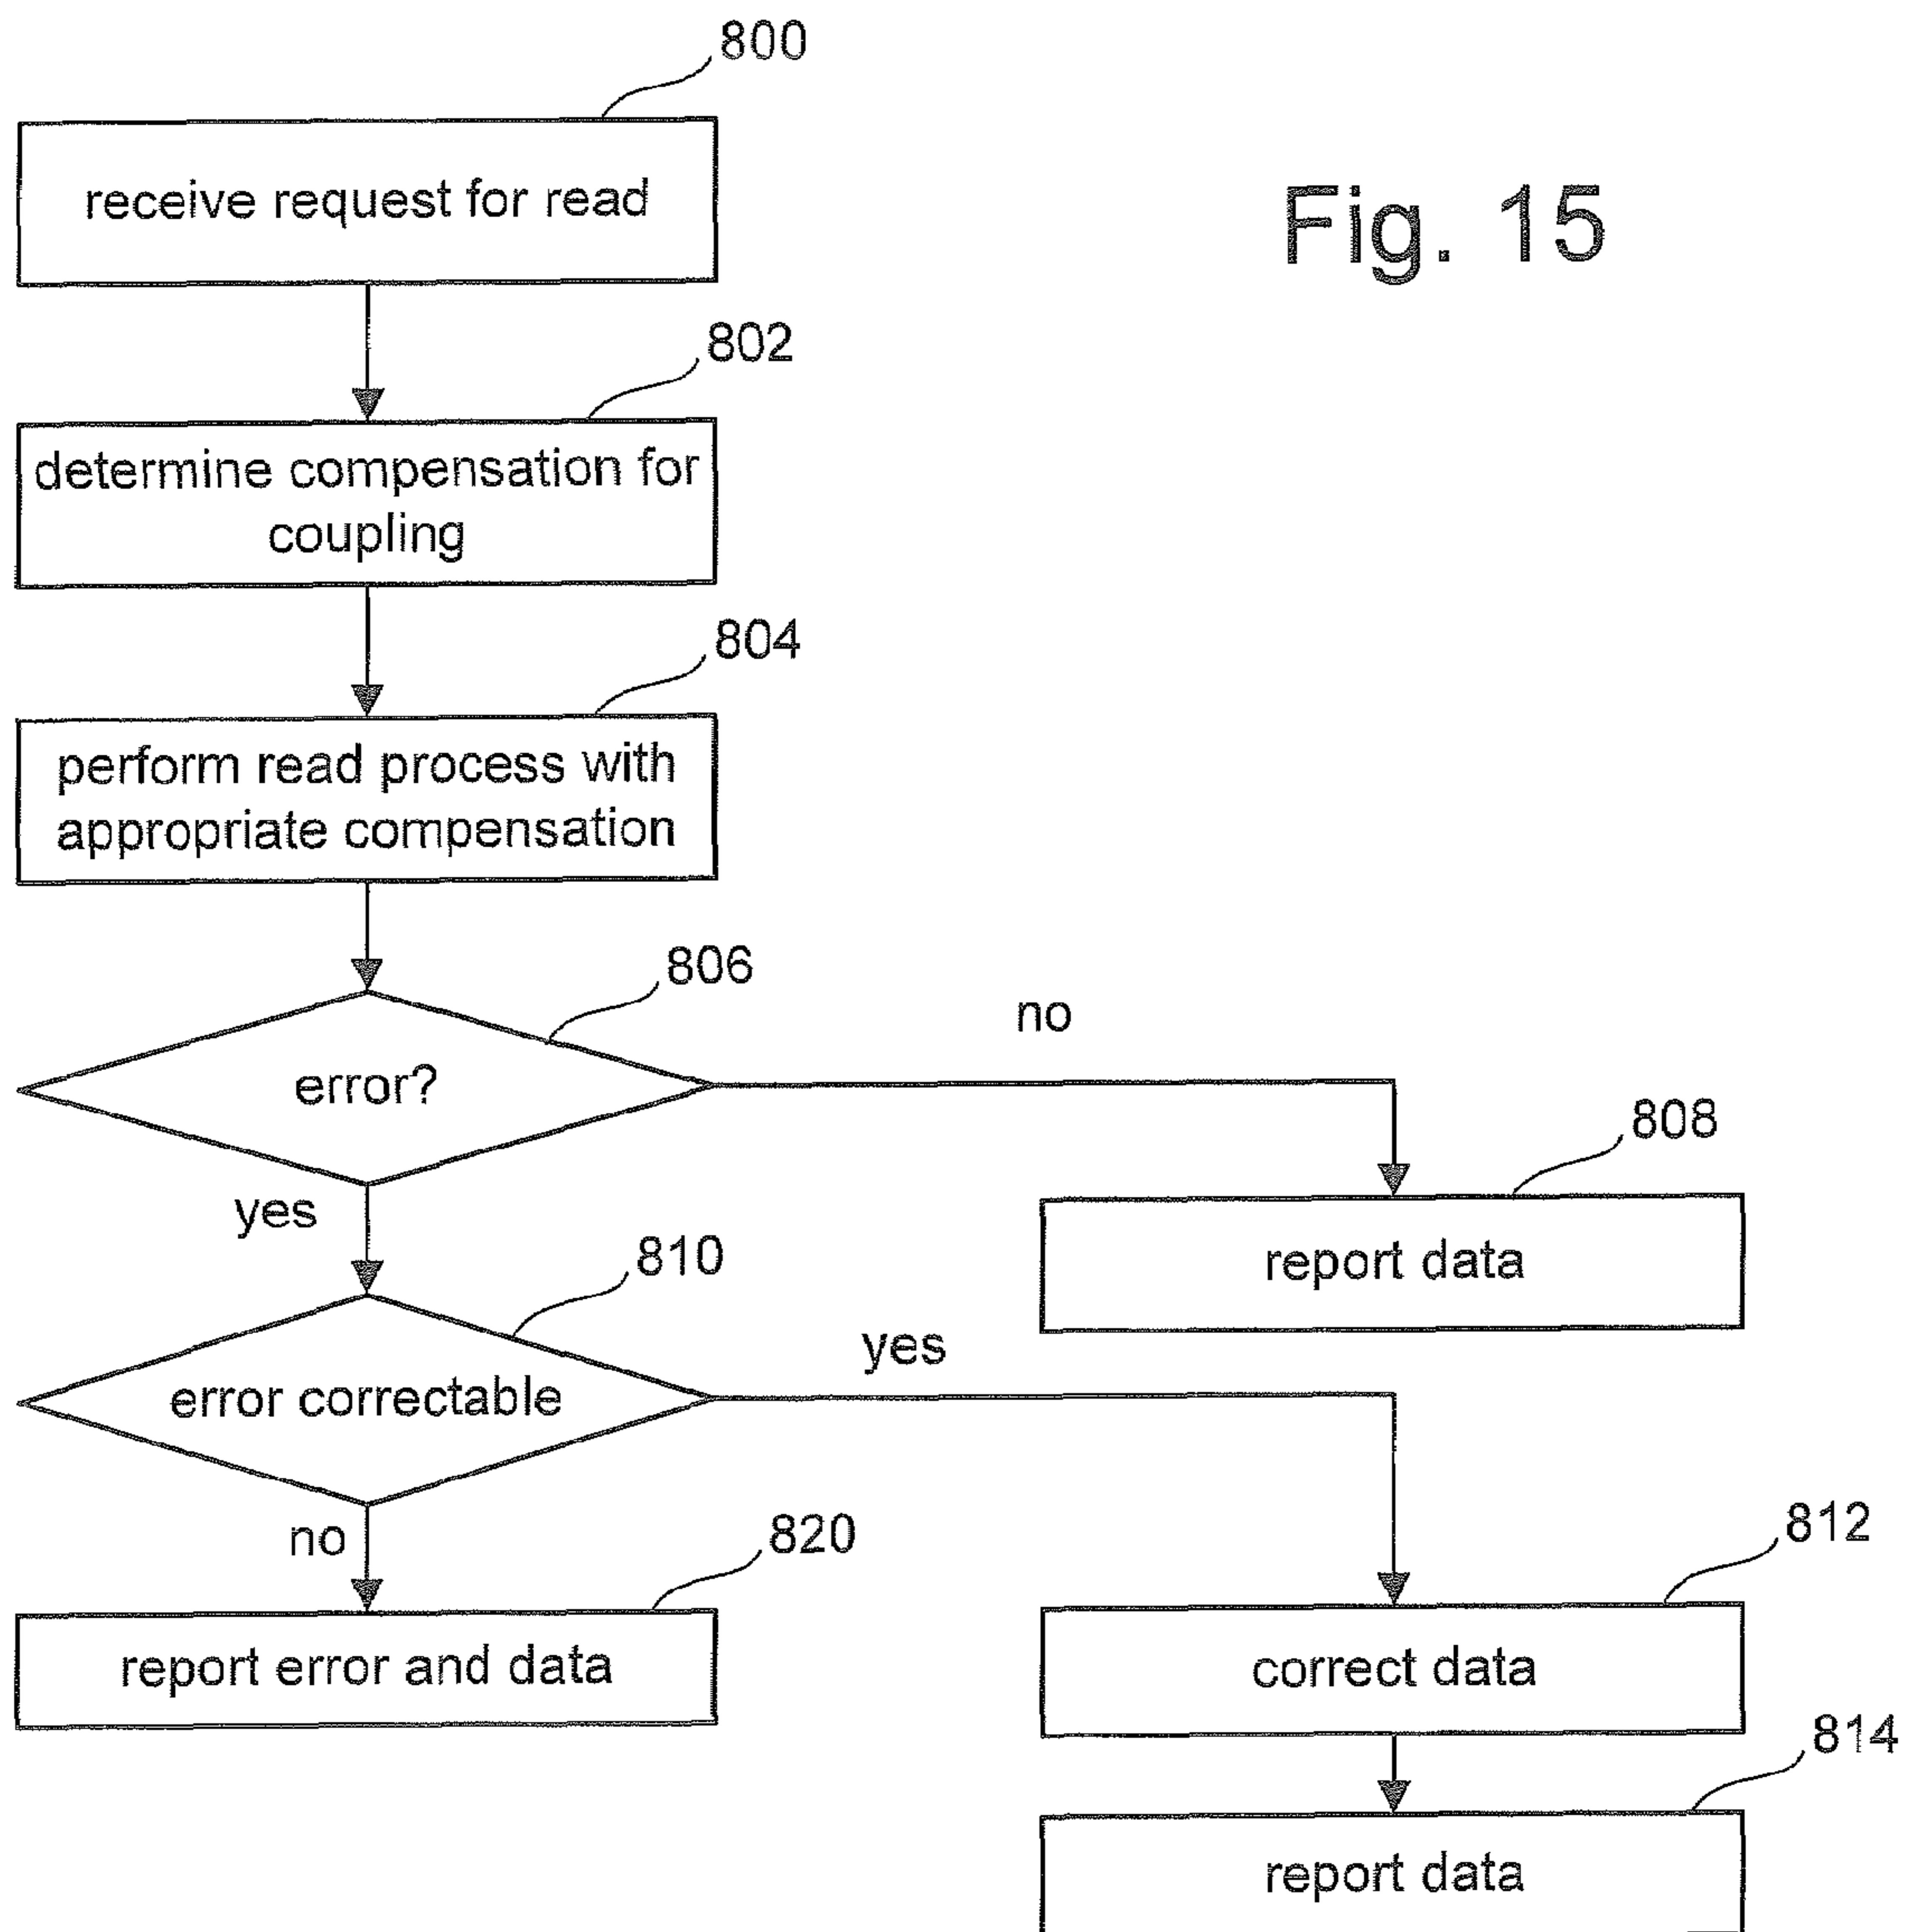 800
receive request for read
Fig. 15
802
determine compensation for
coupling
804
perform read process with
appropriate compensation
806
error?
no
808
report data
yes
810
error correctable
yes
812
correct data
814
report data
no
820
report error and data